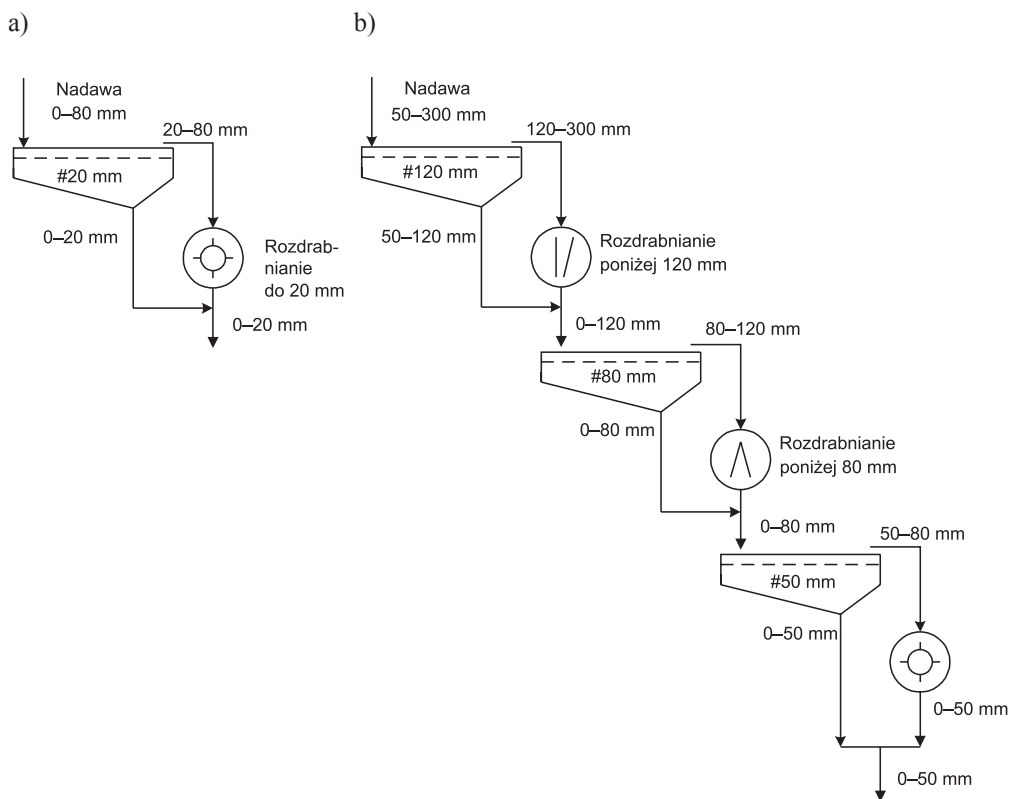 a)
Nadawa
0–80 mm
20–80 mm
#20 mm
0–20 mm
Rozdrab-
nianie
do 20 mm
0–20 mm
b)
Nadawa
50–300 mm
120–300 mm
#120 mm
50–120 mm
Rozdrabnianie
poniżej 120 mm
0–120 mm
80–120 mm
#80 mm
0–80 mm
Rozdrabnianie
poniżej 80 mm
0–80 mm
50–80 mm
#50 mm
0–50 mm
0–50 mm
0–50 mm